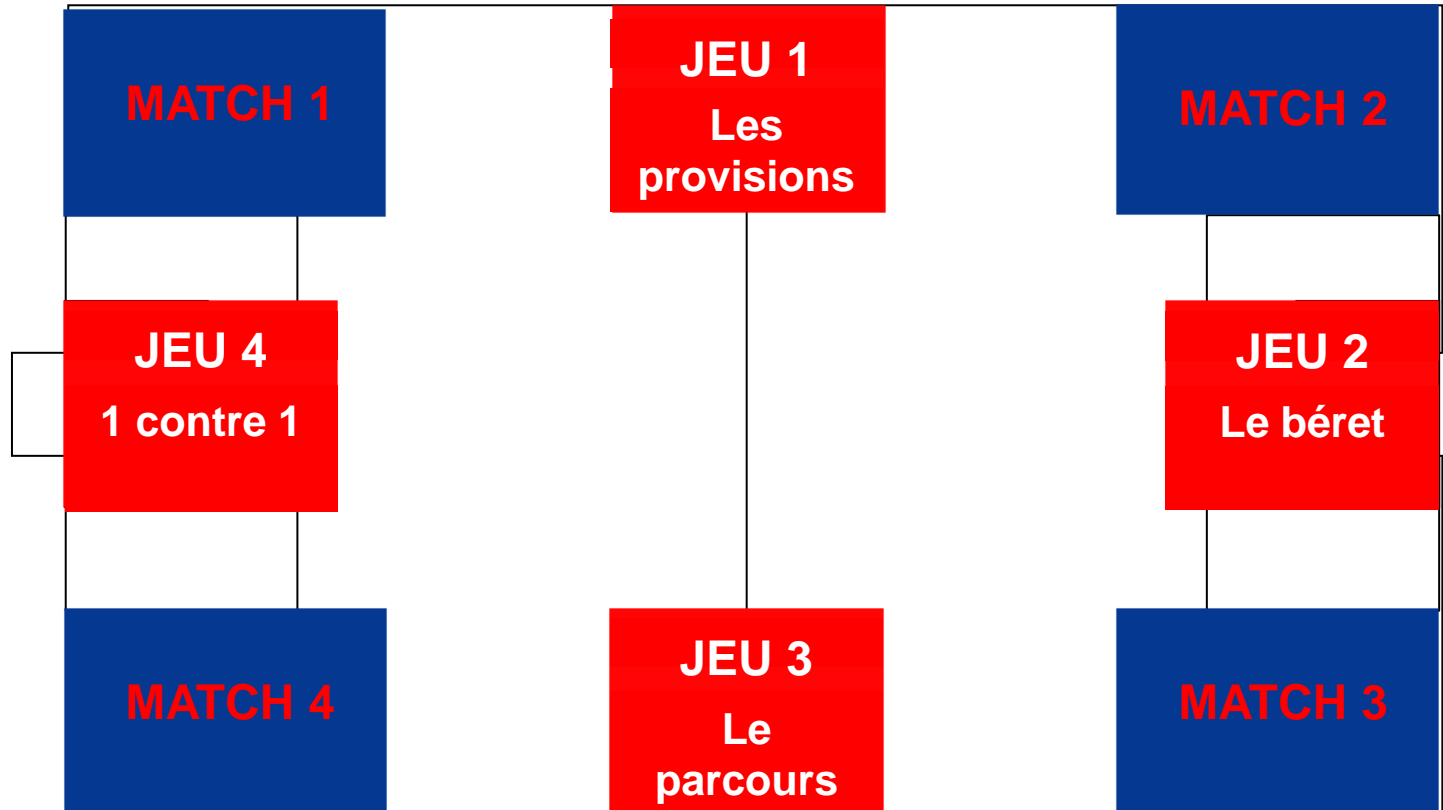 MATCH 1
JEU 1
Les
provisions
MATCH 2
JEU 4
1 contre 1
JEU 2
Le béret
MATCH 4
JEU 3
Le
parcours
MATCH 3